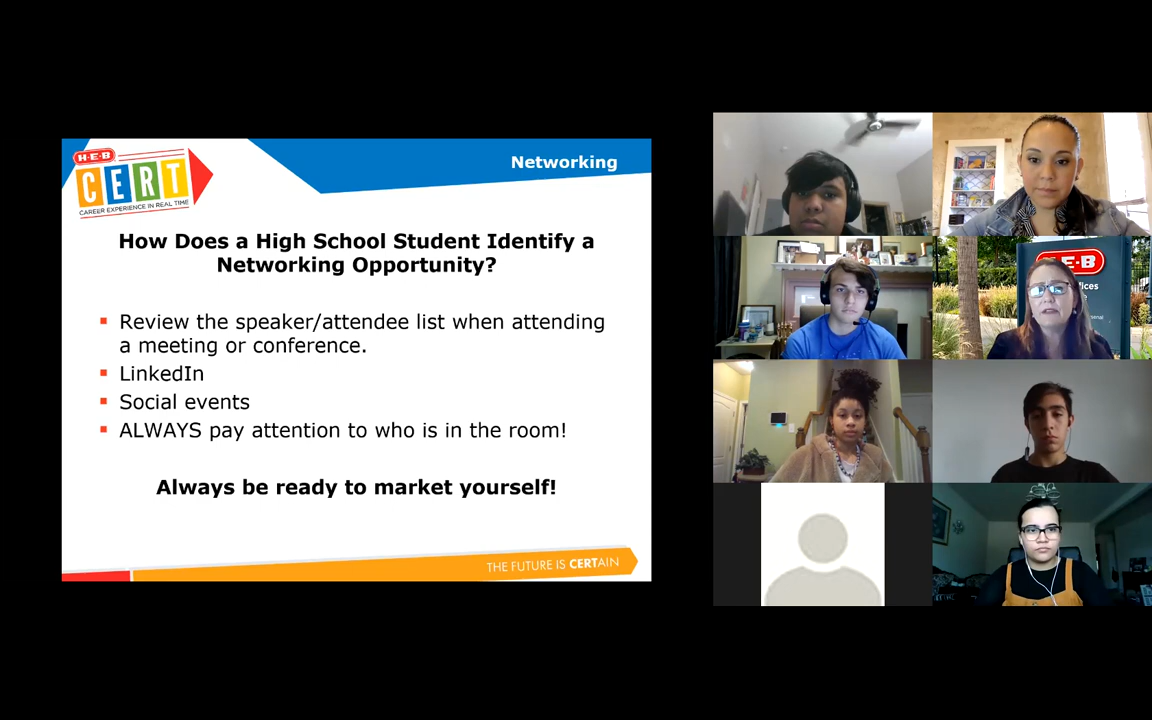 H-E-B
CERT
CAREER EXPERIENCE IN REAL TIME
Networking
How Does a High School Student Identify a
Networking Opportunity?
▪ Review the speaker/attendee list when attending
a meeting or conference.
▪ LinkedIn
▪ Social events
▪ ALWAYS pay attention to who is in the room!
Always be ready to market yourself!
THE FUTURE IS CERTAIN
H-E-B